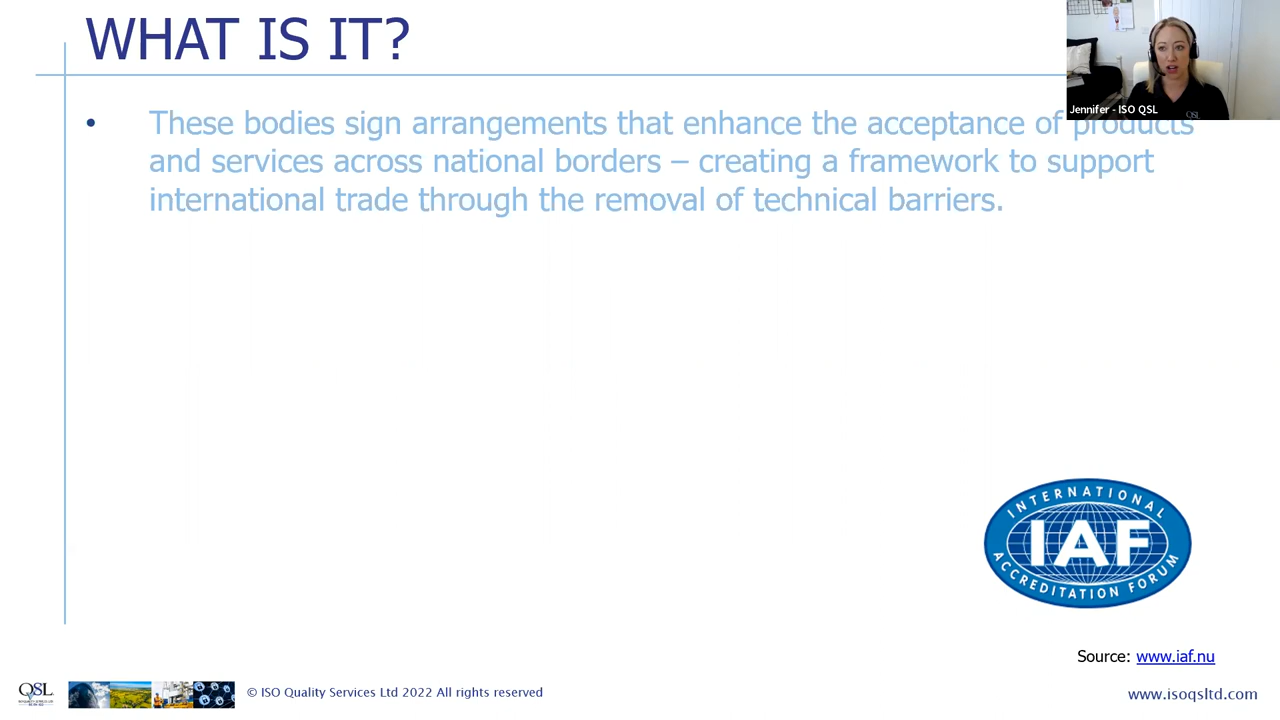 WHAT IS IT?
Jennifer - ISO QSL
• These bodies sign arrangements that enhance the acceptance of products
and services across national borders – creating a framework to support
international trade through the removal of technical barriers.
INTERNATIONAL
IAF
ACCREDITATION FORUM
Source: www.iaf.nu
QSL
© ISO Quality Services Ltd 2022 All rights reserved
www.isoqsltd.com